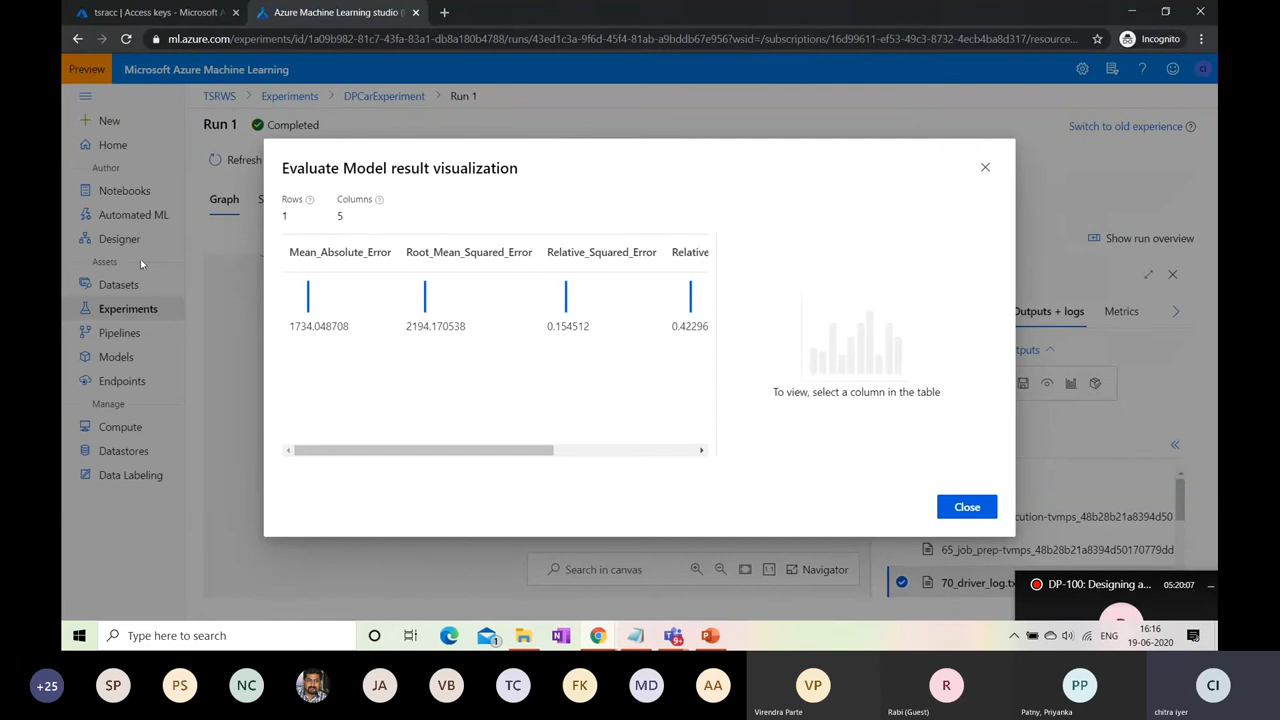 tsracc | Access keys - Microsoft A
Azure Machine Learning studio (
ml.azure.com/experiments/id/1a09b982-81c7-43fa-83a1-db8a180b4788/runs/43ed1c3a-9f6d-45f4-81ab-a9bddb67e956?wsid=/subscriptions/16d99611-ef53-49c3-8732-4ecb4ba8d317/resource...
Incognito
Preview
Microsoft Azure Machine Learning
CI
New
Home
Author
Notebooks
Automated ML
Designer
Assets
Datasets
Experiments
Pipelines
Models
Endpoints
Manage
Compute
Datastores
Data Labeling
TSRWS > Experiments > DPCarExperiment > Run 1
Run 1 Completed
Switch to old experience
Refresh
Graph
Show run overview
Outputs + logs
Metrics
Evaluate Model result visualization
Rows Columns
1 5
Mean_Absolute_Error Root_Mean_Squared_Error Relative_Squared_Error Relative
1734.048708 2194.170538 0.154512 0.42296
To view, select a column in the table
Close
cution-tvmps_48b28b21a8394d50
65_job_prep-tvmps_48b28b21a8394d50170779dd
70_driver_log.tx
Search in canvas
Navigator
DP-100: Designing a...
05:20:07
Type here to search
1
9+
ENG
16:16
19-06-2020
+25
SP
PS
NC
JA
VB
TC
FK
MD
AA
VP
Virendra Parte
R
Rabi (Guest)
PP
Patny, Priyanka
CI
chitra iyer